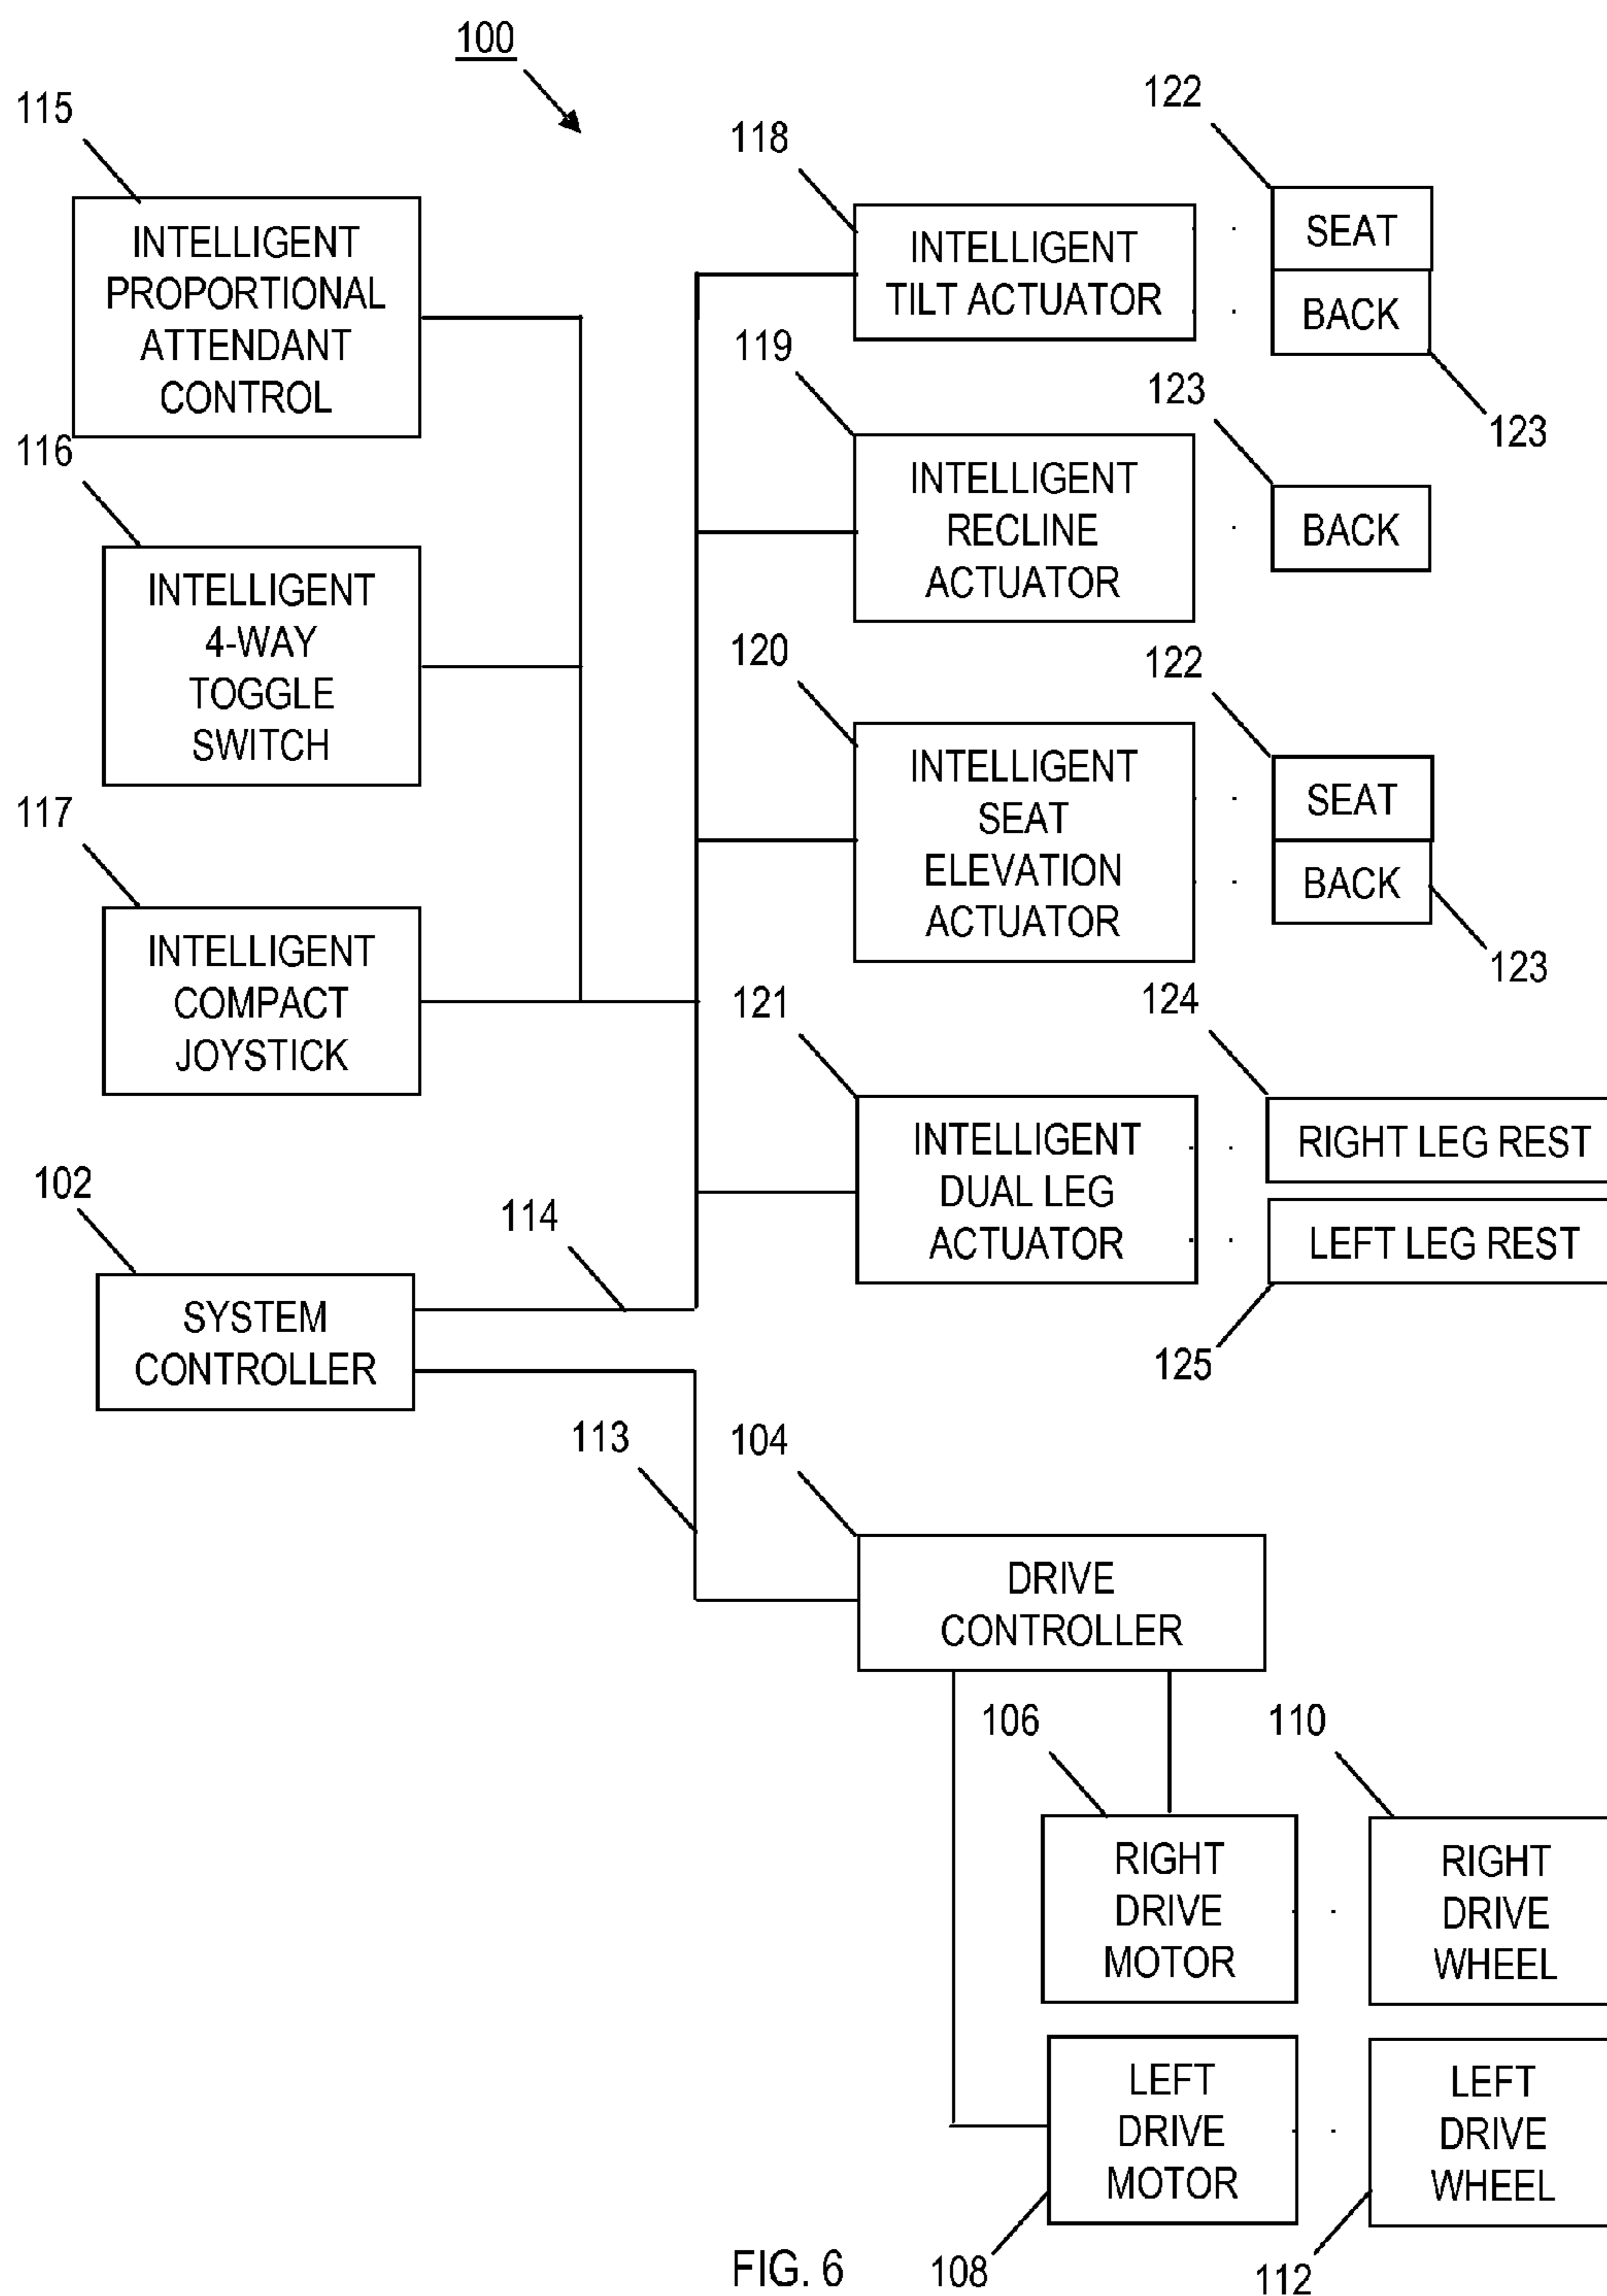 100
115
INTELLIGENT
PROPORTIONAL
ATTENDANT
CONTROL
116
INTELLIGENT
4-WAY
TOGGLE
SWITCH
117
INTELLIGENT
COMPACT
JOYSTICK
102
SYSTEM
CONTROLLER
114
113
118
INTELLIGENT
TILT ACTUATOR
122
SEAT
BACK
123
119
INTELLIGENT
RECLINE
ACTUATOR
123
BACK
120
INTELLIGENT
SEAT
ELEVATION
ACTUATOR
122
SEAT
BACK
123
121
INTELLIGENT
DUAL LEG
ACTUATOR
124
RIGHT LEG REST
LEFT LEG REST
125
104
DRIVE
CONTROLLER
106
RIGHT
DRIVE
MOTOR
110
RIGHT
DRIVE
WHEEL
LEFT
DRIVE
MOTOR
108
LEFT
DRIVE
WHEEL
112
FIG. 6